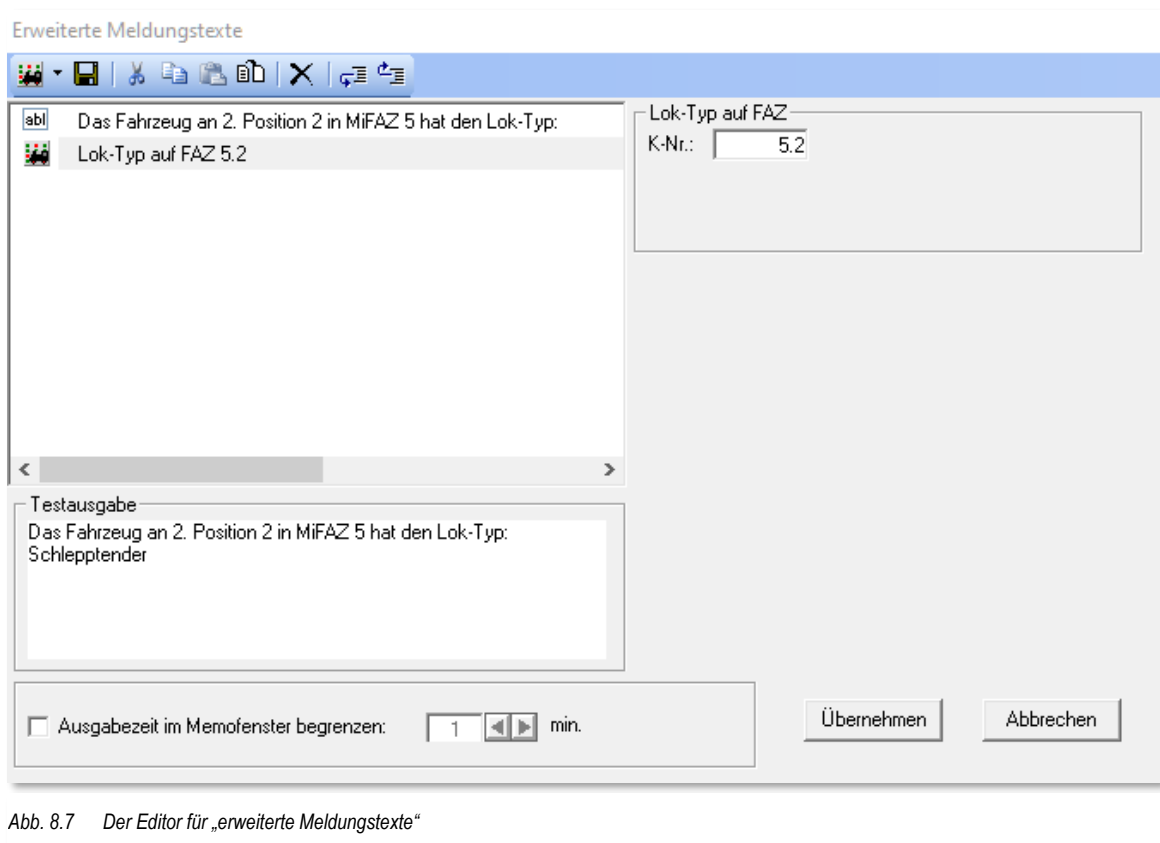 Erweiterte Meldungstexte
abl Das Fahrzeug an 2. Position 2 in MiFAZ 5 hat den Lok-Typ:
Lok-Typ auf FAZ 5.2
Lok-Typ auf FAZ
K-Nr.: 5.2
Testausgabe
Das Fahrzeug an 2. Position 2 in MiFAZ 5 hat den Lok-Typ:
Schlepptender
Ausgabezeit im Memofenster begrenzen: 1 min.
Übernehmen
Abbrechen
Abb. 8.7 Der Editor für „erweiterte Meldungstexte“